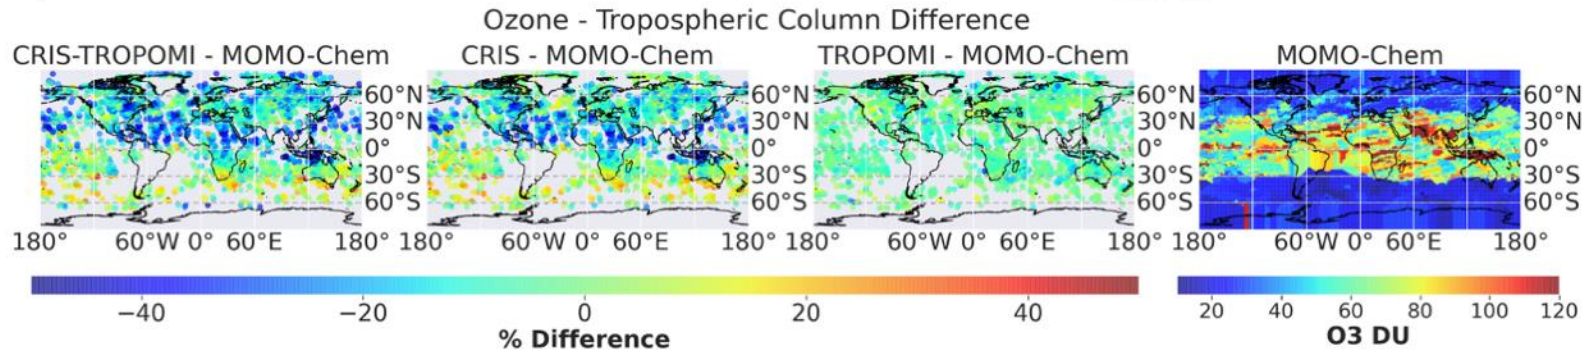 Ozone - Tropospheric Column Difference
CRIS-TROPOMI - MOMO-Chem CRIS - MOMO-Chem TROPOMI - MOMO-Chem MOMO-Chem
60°N 60°N 60°N 60°N
30°N 30°N 30°N 30°N
0° 0° 0° 0°
30°S 30°S 30°S 30°S
60°S 60°S 60°S 60°S
180° 60°W 0° 60°E 180° 180° 60°W 0° 60°E 180° 180° 60°W 0° 60°E 180° 180° 60°W 0° 60°E 180°
−40 −20 0 20 40 20 40 60 80 100 120
% Difference O3 DU